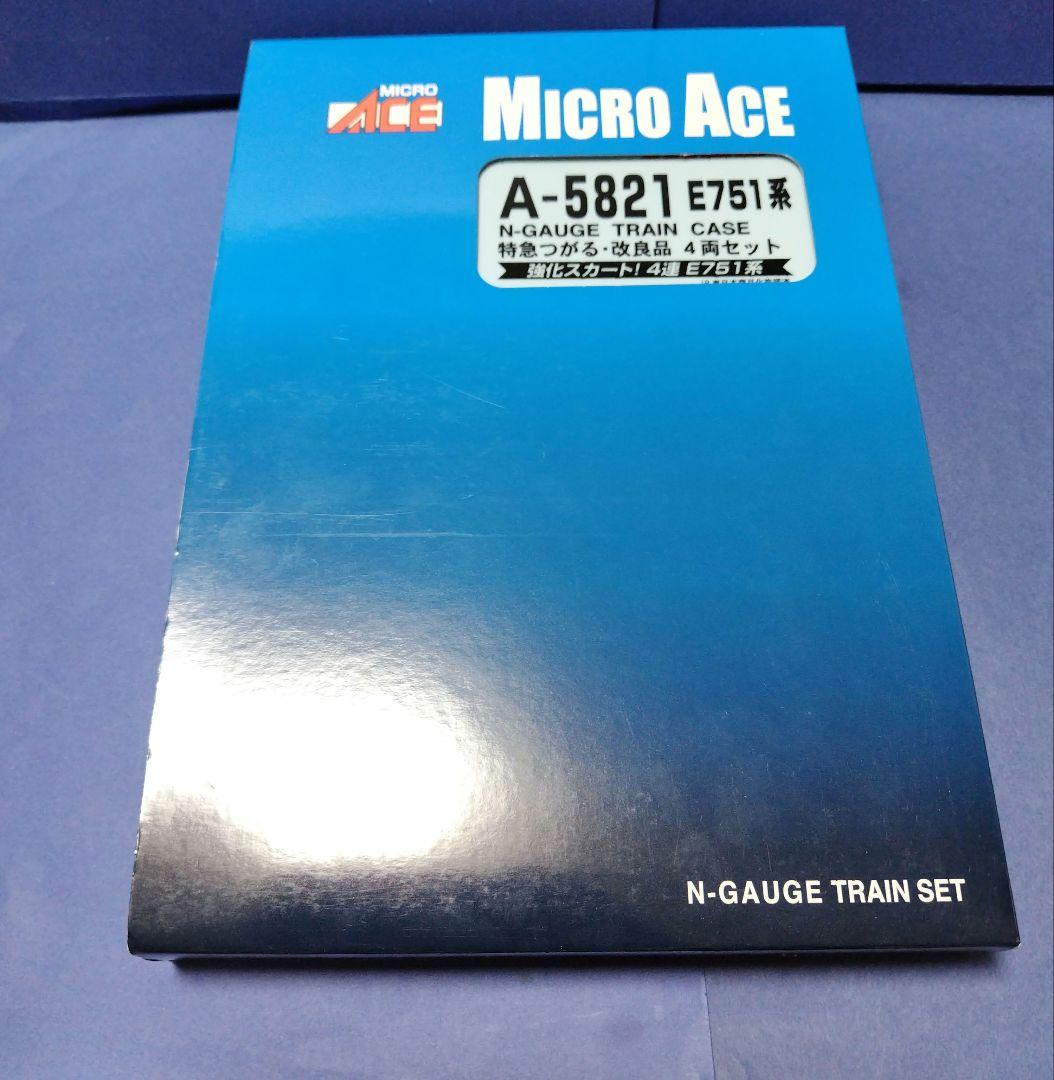 MICRO
ACE
MICRO ACE
A-5821 E751系
N-GAUGE TRAIN CASE
特急つがる・改良品 4両セット
強化スカート! 4連 E751系
N-GAUGE TRAIN SET